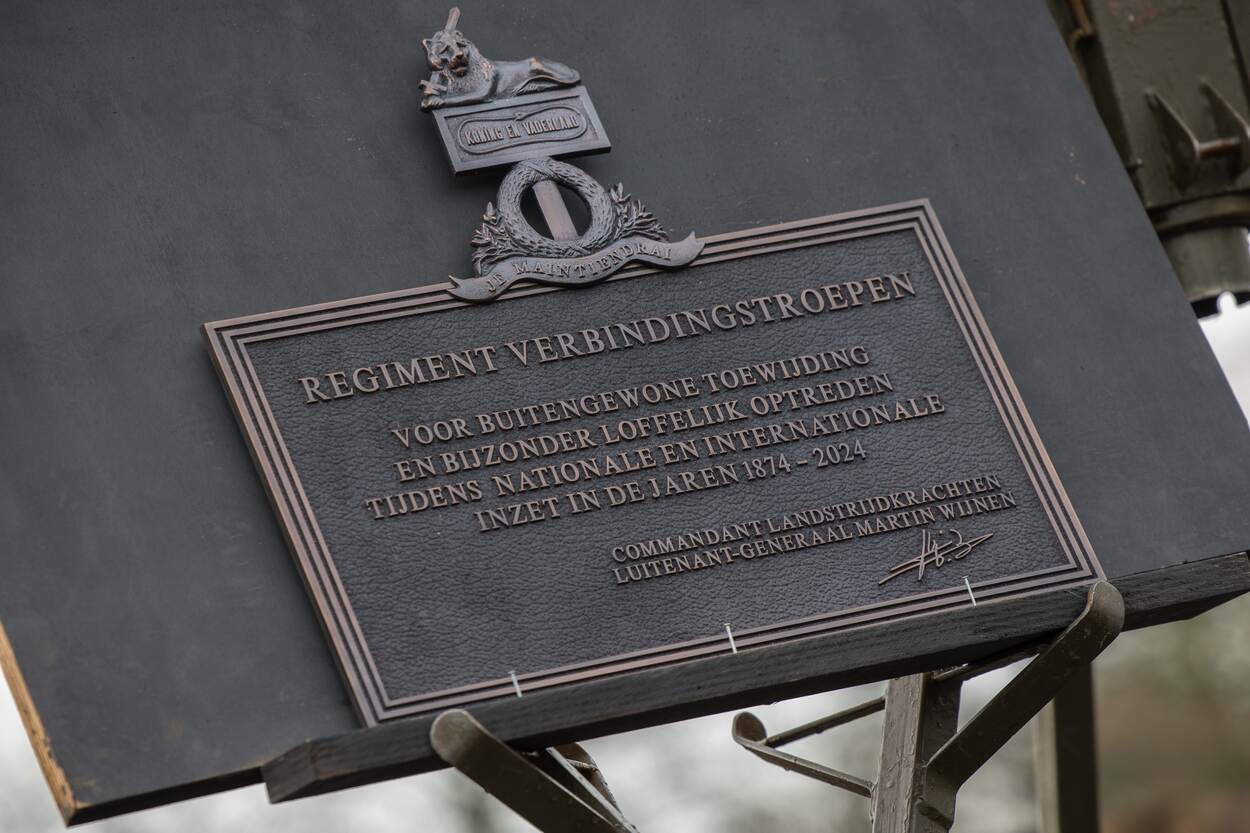 KONING EN VADERLAND
JE MAINTIENDRAI
REGIMENT VERBINDINGSTROEPEN
VOOR BUITENGEWONE TOEWIJDING
EN BIJZONDER LOFFELIJK OPTREDEN
TIJDENS NATIONALE EN INTERNATIONALE
INZET IN DE JAREN 1874 – 2024
COMMANDANT LANDSTRIJDKRACHTEN
LUITENANT-GENERAAL MARTIN WIJNEN